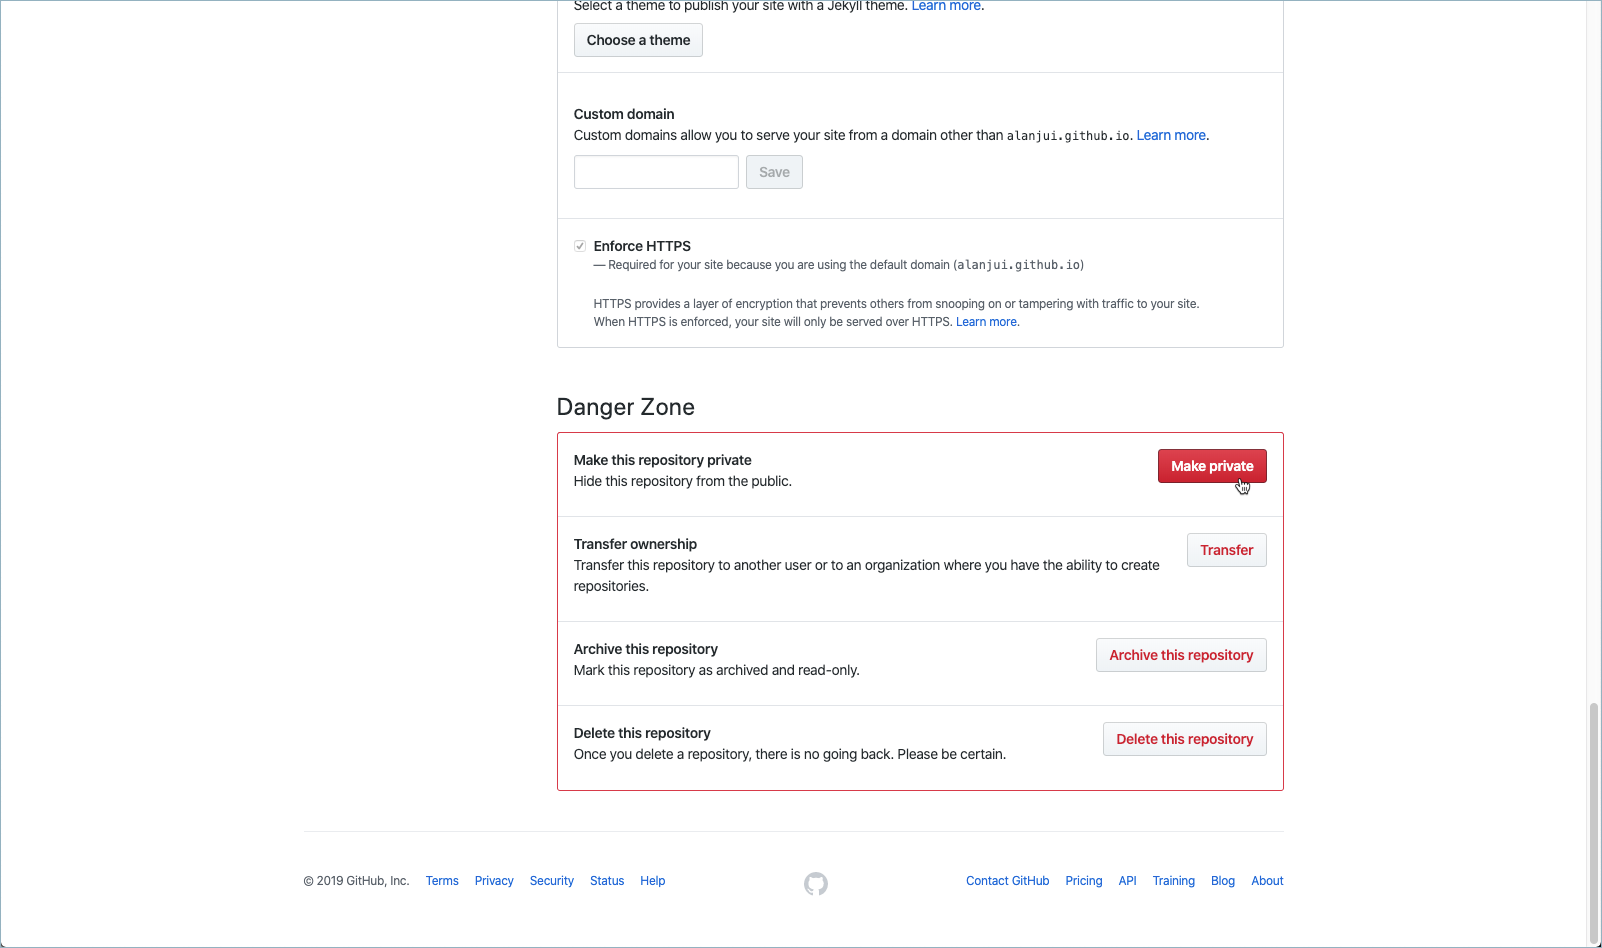 Select a theme to publish your site with a Jekyll theme. Learn more.
Choose a theme
Custom domain
Custom domains allow you to serve your site from a domain other than alanjui.github.io. Learn more.
Save
Enforce HTTPS
— Required for your site because you are using the default domain (alanjui.github.io)
HTTPS provides a layer of encryption that prevents others from snooping on or tampering with traffic to your site.
When HTTPS is enforced, your site will only be served over HTTPS. Learn more.
Danger Zone
Make this repository private
Hide this repository from the public.
Make private
Transfer ownership
Transfer this repository to another user or to an organization where you have the ability to create
repositories.
Transfer
Archive this repository
Mark this repository as archived and read-only.
Archive this repository
Delete this repository
Once you delete a repository, there is no going back. Please be certain.
Delete this repository
© 2019 GitHub, Inc. Terms Privacy Security Status Help Contact GitHub Pricing API Training Blog About